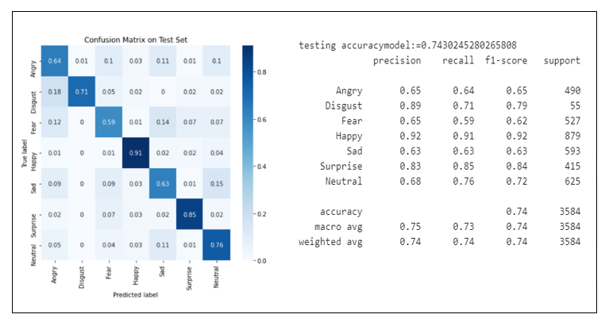 Confusion Matrix on Test Set
True label
Angry 0.64 0.01 0.1 0.03 0.11 0.01 0.1
Disgust 0.18 0.71 0.05 0.02 0 0.02 0.02
Fear 0.12 0 0.59 0.01 0.14 0.07 0.07
Happy 0.01 0 0.01 0.91 0.02 0.02 0.04
Sad 0.09 0 0.09 0.03 0.63 0.01 0.15
Surprise 0.02 0 0.07 0.03 0.02 0.85 0.02
Neutral 0.05 0 0.04 0.03 0.11 0.01 0.76
Angry Disgust Fear Happy Sad Surprise Neutral
Predicted label
0.8
0.6
0.4
0.2
0.0
testing accuracymodel:=0.7430245280265808
precision recall f1-score support
Angry 0.65 0.64 0.65 490
Disgust 0.89 0.71 0.79 55
Fear 0.65 0.59 0.62 527
Happy 0.92 0.91 0.92 879
Sad 0.63 0.63 0.63 593
Surprise 0.83 0.85 0.84 415
Neutral 0.68 0.76 0.72 625
accuracy 0.74 3584
macro avg 0.75 0.73 0.74 3584
weighted avg 0.74 0.74 0.74 3584